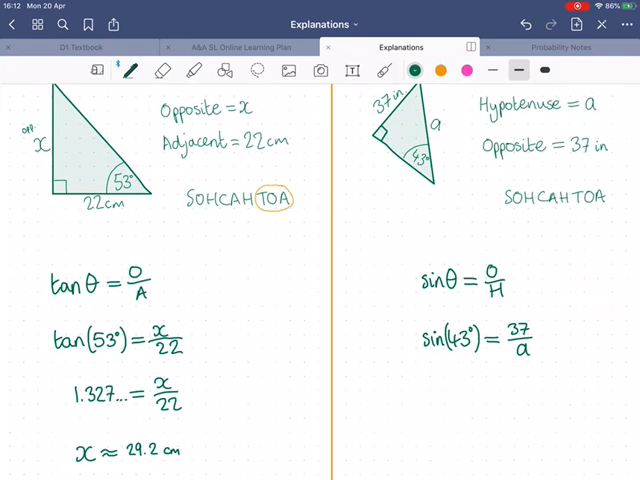 16:12 Mon 20 Apr
86%
Explanations
D1 Textbook
A&A SL Online Learning Plan
Explanations
Probability Notes
Opposite = x
Adjacent = 22cm
opp.
x
53°
22cm
SOHCAHTOA
tan θ = O/A
tan(53°) = x/22
1.327... = x/22
x ≈ 29.2 cm
37 in
a
43°
Hypotenuse = a
Opposite = 37 in
SOHCAHTOA
sin θ = O/H
sin(43°) = 37/a